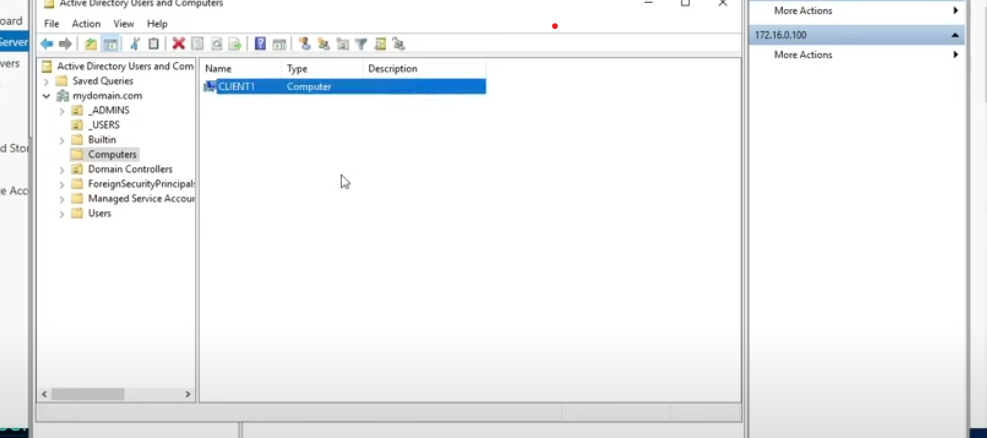 Active Directory Users and Computers
File Action View Help
Active Directory Users and Com
Saved Queries
mydomain.com
_ADMINS
_USERS
Builtin
Computers
Domain Controllers
ForeignSecurityPrincipals
Managed Service Accour
Users
Name Type Description
CLIENT1 Computer
More Actions
172.16.0.100
More Actions
oard
Server
vers
d Sto
e Acc